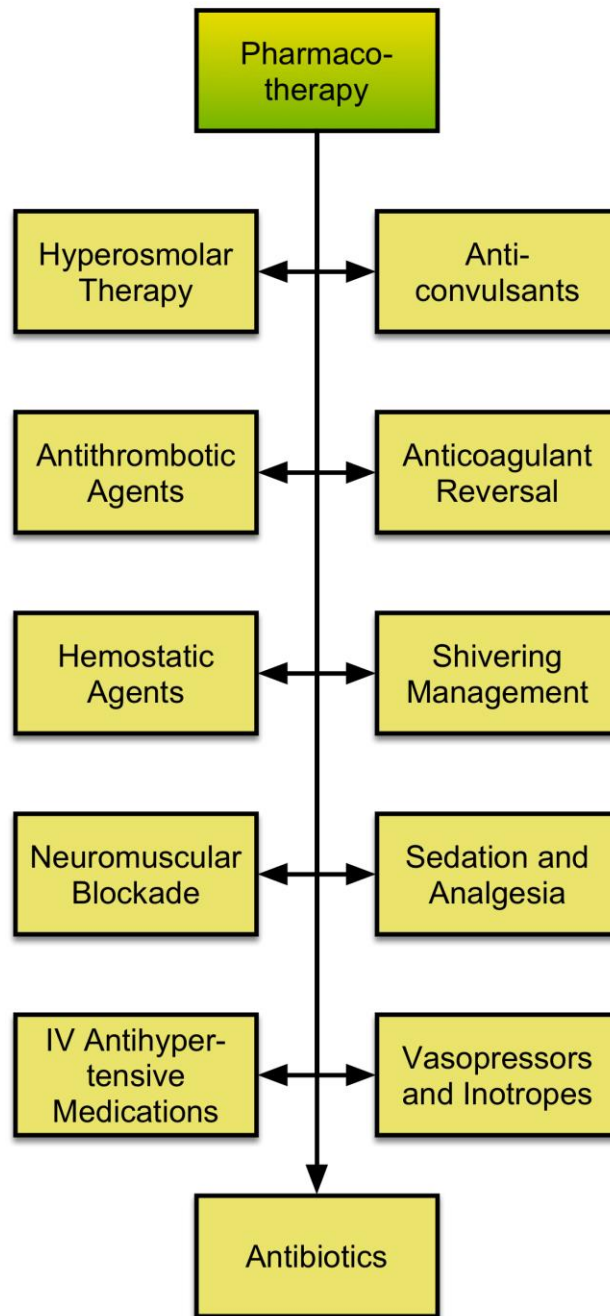 Pharmaco-
therapy
Hyperosmolar
Therapy
Anti-
convulsants
Antithrombotic
Agents
Anticoagulant
Reversal
Hemostatic
Agents
Shivering
Management
Neuromuscular
Blockade
Sedation and
Analgesia
IV Antihyper-
tensive
Medications
Vasopressors
and Inotropes
Antibiotics